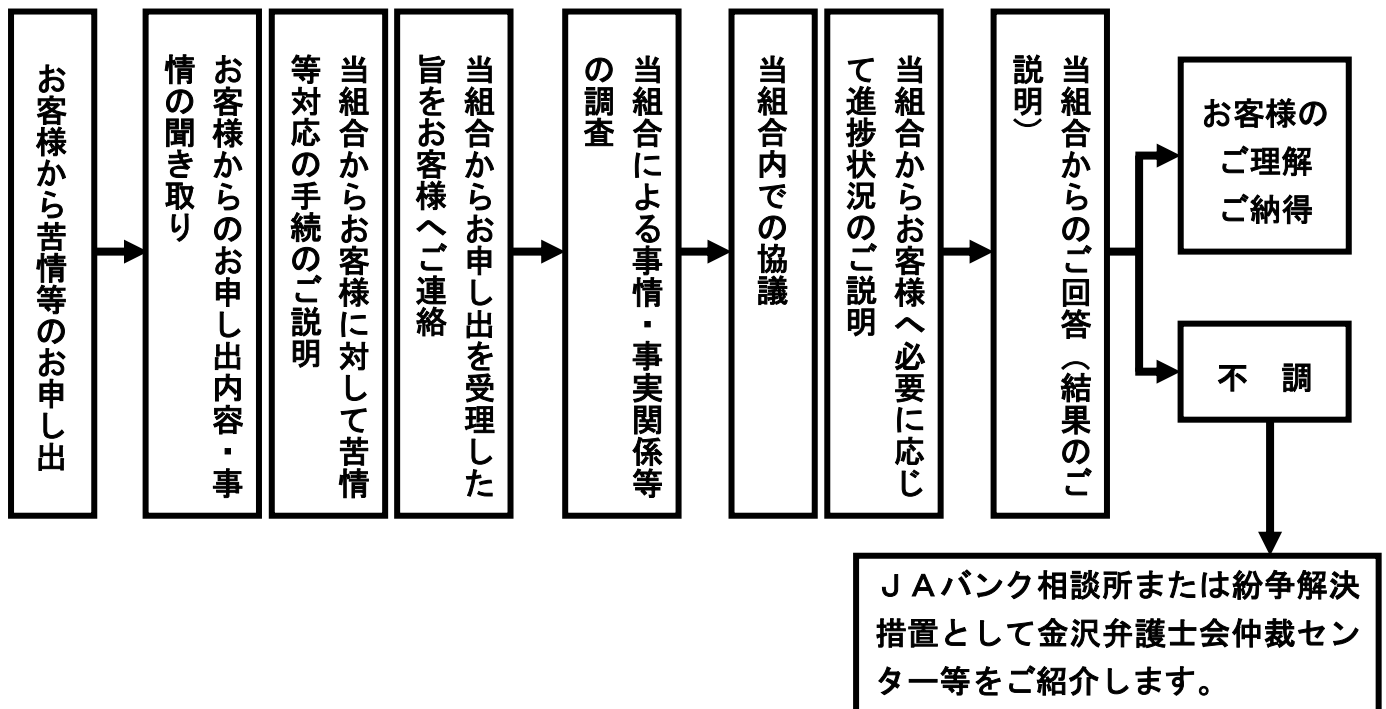 お客様から苦情等のお申し出
お客様からのお申し出内容・事
情の聞き取り
当組合からお客様に対して苦情
等対応の手続のご説明
当組合からお申し出を受理した
旨をお客様へご連絡
当組合による事情・事実関係等
の調査
当組合内での協議
当組合からお客様へ必要に応じ
て進捗状況のご説明
当組合からのご回答（結果のご
説明）
お客様の
ご理解
ご納得
不　調
ＪＡバンク相談所または紛争解決
措置として金沢弁護士会仲裁セン
ター等をご紹介します。